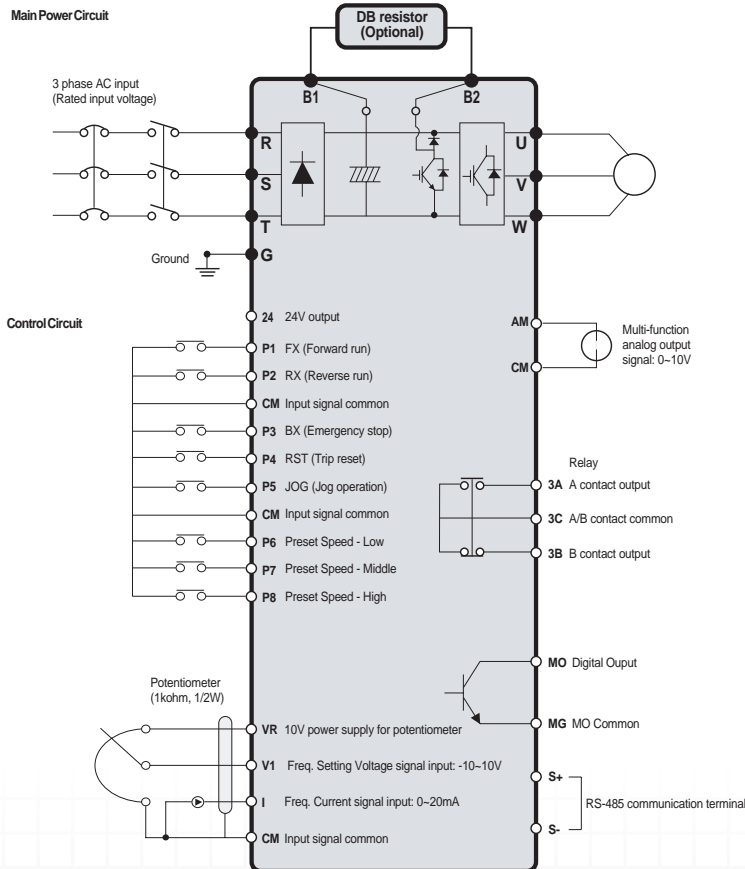 Main Power Circuit
DB resistor
(Optional)
3 phase AC input
(Rated input voltage)
B1
B2
R
U
S
V
T
W
Ground
G
Control Circuit
24 24V output
P1 FX (Forward run)
P2 RX (Reverse run)
CM Input signal common
P3 BX (Emergency stop)
P4 RST (Trip reset)
P5 JOG (Jog operation)
CM Input signal common
P6 Preset Speed - Low
P7 Preset Speed - Middle
P8 Preset Speed - High
AM
CM
Multi-function
analog output
signal: 0~10V
Relay
3A A contact output
3C A/B contact common
3B B contact output
MO Digital Ouput
MG MO Common
Potentiometer
(1kohm, 1/2W)
VR 10V power supply for potentiometer
V1 Freq. Setting Voltage signal input: -10~10V
I Freq. Current signal input: 0~20mA
CM Input signal common
S+
RS-485 communication terminal
S-